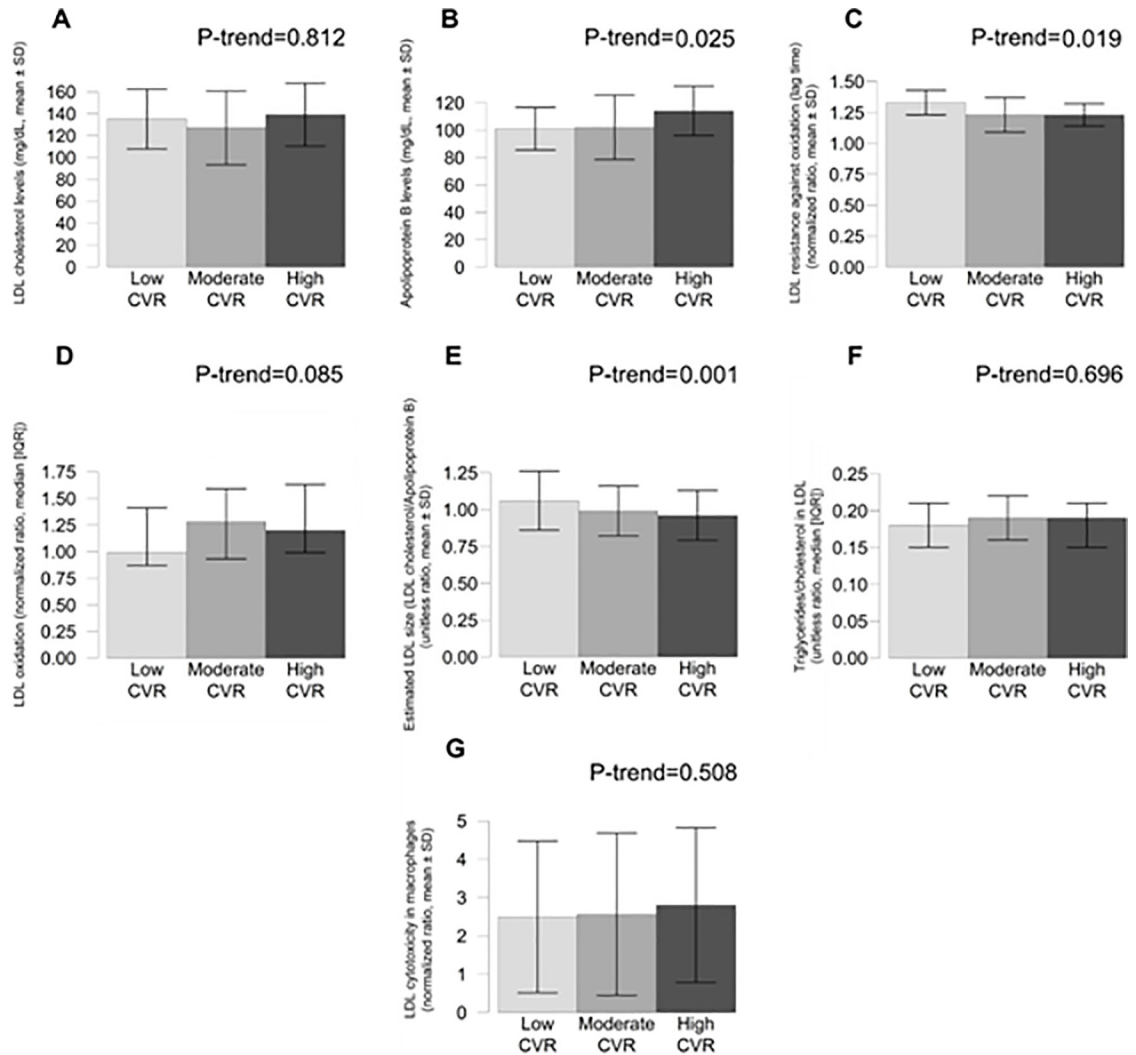 A
P-trend=0.812
LDL cholesterol levels (mg/dL, mean ± SD)
160
140
120
100
80
60
40
20
0
Low
CVR
Moderate
CVR
High
CVR
B
P-trend=0.025
Apolipoprotein B levels (mg/dL, mean ± SD)
120
100
80
60
40
20
0
Low
CVR
Moderate
CVR
High
CVR
C
P-trend=0.019
LDL resistance against oxidation (lag time)
(normalized ratio, mean ± SD)
1.50
1.25
1.00
0.75
0.50
0.25
0.00
Low
CVR
Moderate
CVR
High
CVR
D
P-trend=0.085
LDL oxidation (normalized ratio, median [IQR])
1.75
1.50
1.25
1.00
0.75
0.50
0.25
0.00
Low
CVR
Moderate
CVR
High
CVR
E
P-trend=0.001
Estimated LDL size (LDL cholesterol/Apolipoprotein B)
(unitless ratio, mean ± SD)
1.25
1.00
0.75
0.50
0.25
0.00
Low
CVR
Moderate
CVR
High
CVR
F
P-trend=0.696
Triglycerides/cholesterol in LDL
(unitless ratio, median [IQR])
0.25
0.20
0.15
0.10
0.05
0.00
Low
CVR
Moderate
CVR
High
CVR
G
P-trend=0.508
LDL cytotoxicity in macrophages
(normalized ratio, mean ± SD)
5
4
3
2
1
0
Low
CVR
Moderate
CVR
High
CVR